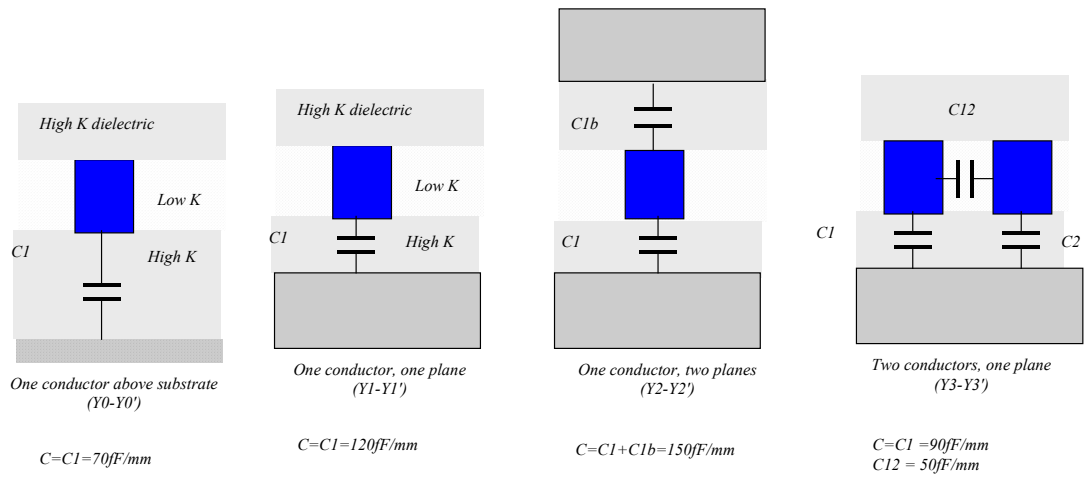 High K dielectric
Low K
C1
High K
One conductor above substrate
(Y0-Y0')
C=C1=70fF/mm
High K dielectric
Low K
C1
High K
One conductor, one plane
(Y1-Y1')
C=C1=120fF/mm
C1b
C1
One conductor, two planes
(Y2-Y2')
C=C1+C1b=150fF/mm
C12
C1
C2
Two conductors, one plane
(Y3-Y3')
C=C1 =90fF/mm
C12 = 50fF/mm